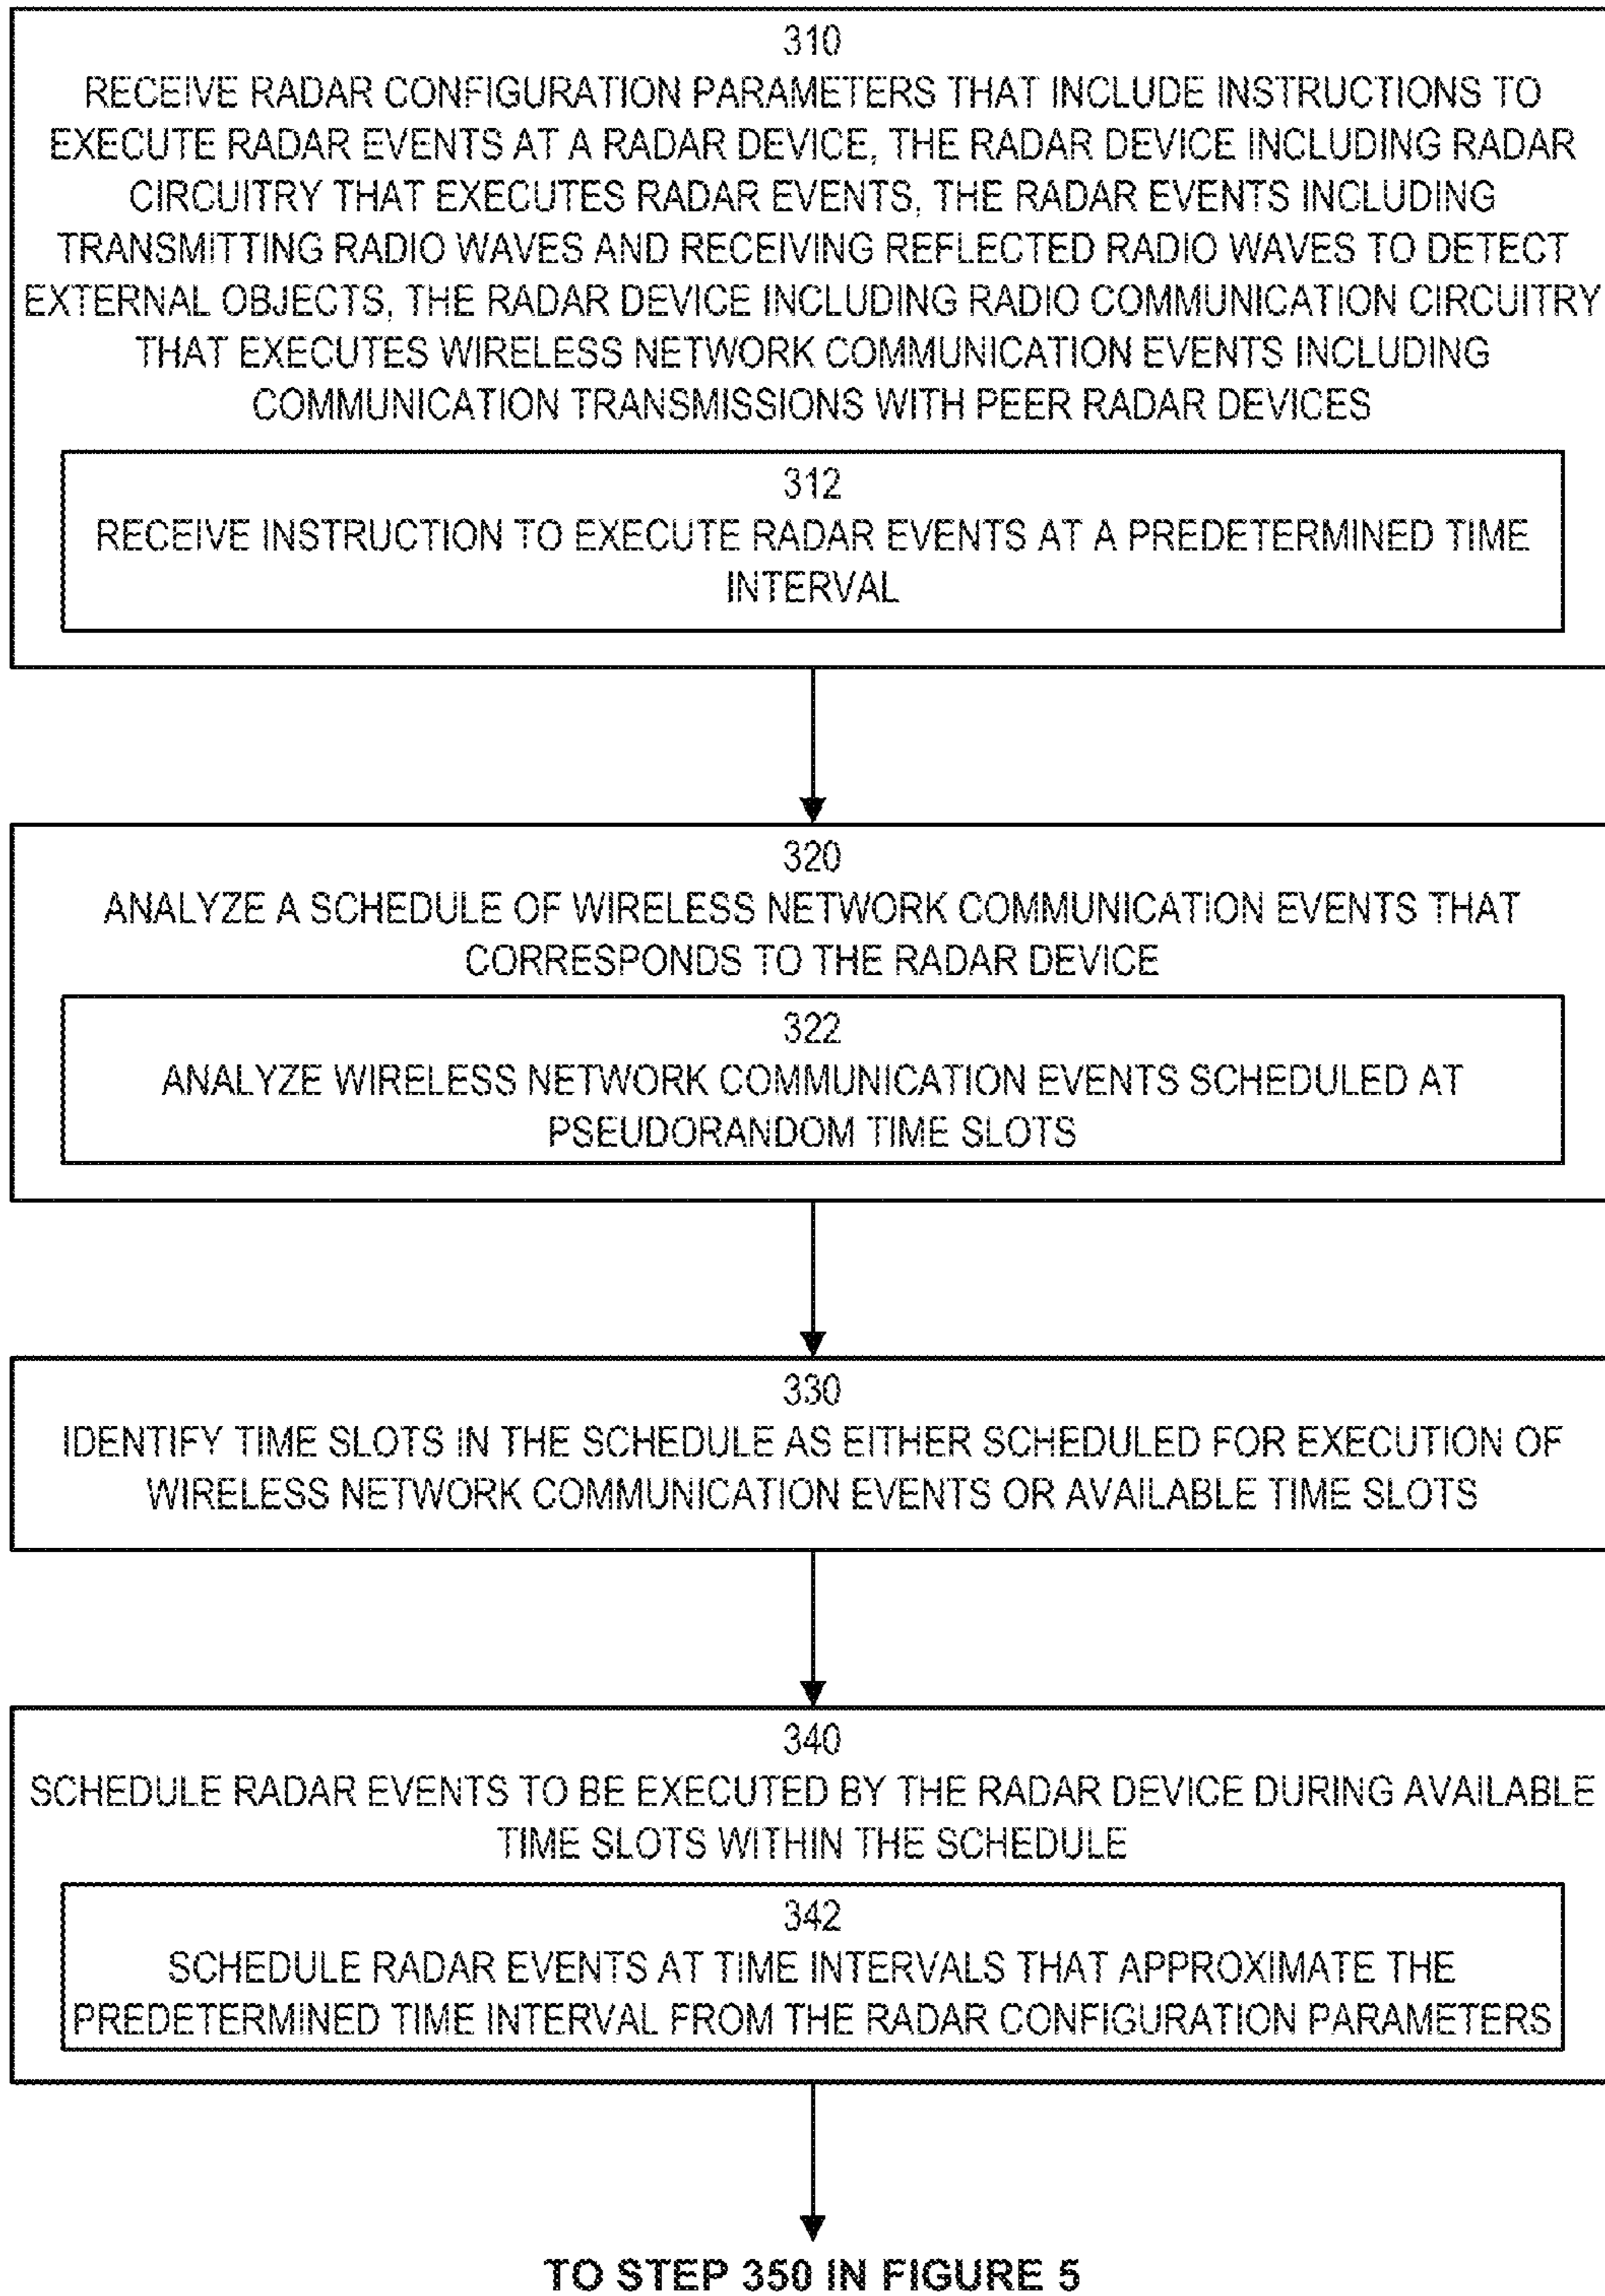 310
RECEIVE RADAR CONFIGURATION PARAMETERS THAT INCLUDE INSTRUCTIONS TO
EXECUTE RADAR EVENTS AT A RADAR DEVICE, THE RADAR DEVICE INCLUDING RADAR
CIRCUITRY THAT EXECUTES RADAR EVENTS, THE RADAR EVENTS INCLUDING
TRANSMITTING RADIO WAVES AND RECEIVING REFLECTED RADIO WAVES TO DETECT
EXTERNAL OBJECTS, THE RADAR DEVICE INCLUDING RADIO COMMUNICATION CIRCUITRY
THAT EXECUTES WIRELESS NETWORK COMMUNICATION EVENTS INCLUDING
COMMUNICATION TRANSMISSIONS WITH PEER RADAR DEVICES
312
RECEIVE INSTRUCTION TO EXECUTE RADAR EVENTS AT A PREDETERMINED TIME
INTERVAL
320
ANALYZE A SCHEDULE OF WIRELESS NETWORK COMMUNICATION EVENTS THAT
CORRESPONDS TO THE RADAR DEVICE
322
ANALYZE WIRELESS NETWORK COMMUNICATION EVENTS SCHEDULED AT
PSEUDORANDOM TIME SLOTS
330
IDENTIFY TIME SLOTS IN THE SCHEDULE AS EITHER SCHEDULED FOR EXECUTION OF
WIRELESS NETWORK COMMUNICATION EVENTS OR AVAILABLE TIME SLOTS
340
SCHEDULE RADAR EVENTS TO BE EXECUTED BY THE RADAR DEVICE DURING AVAILABLE
TIME SLOTS WITHIN THE SCHEDULE
342
SCHEDULE RADAR EVENTS AT TIME INTERVALS THAT APPROXIMATE THE
PREDETERMINED TIME INTERVAL FROM THE RADAR CONFIGURATION PARAMETERS
TO STEP 350 IN FIGURE 5